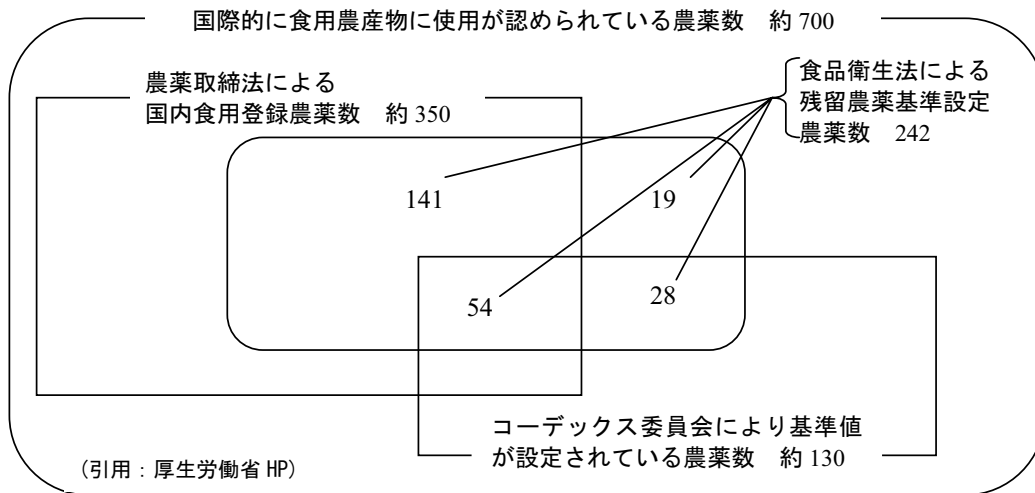 国際的に食用農産物に使用が認められている農薬数　約 700
農薬取締法による
国内食用登録農薬数　約 350
食品衛生法による
残留農薬基準設定
農薬数　242
141
19
54
28
コーデックス委員会により基準値
が設定されている農薬数　約 130
（引用：厚生労働省 HP）